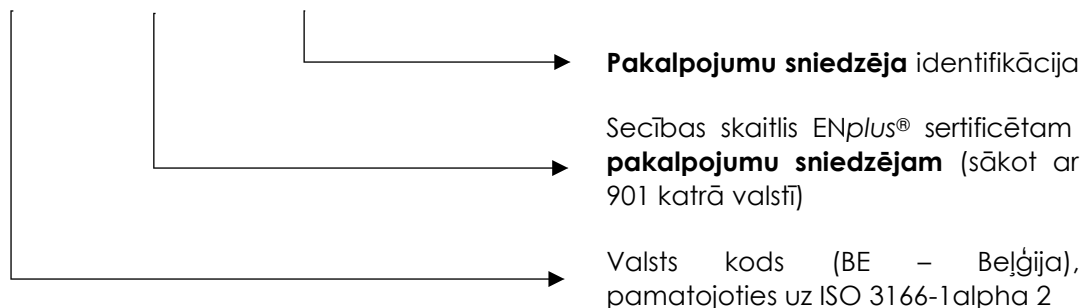 Pakalpojumu sniedzēja identifikācija
Secības skaitlis ENplus® sertificētam
pakalpojumu sniedzējam (sākot ar
901 katrā valstī)
Valsts kods (BE – Beļģija),
pamatojoties uz ISO 3166-1alpha 2